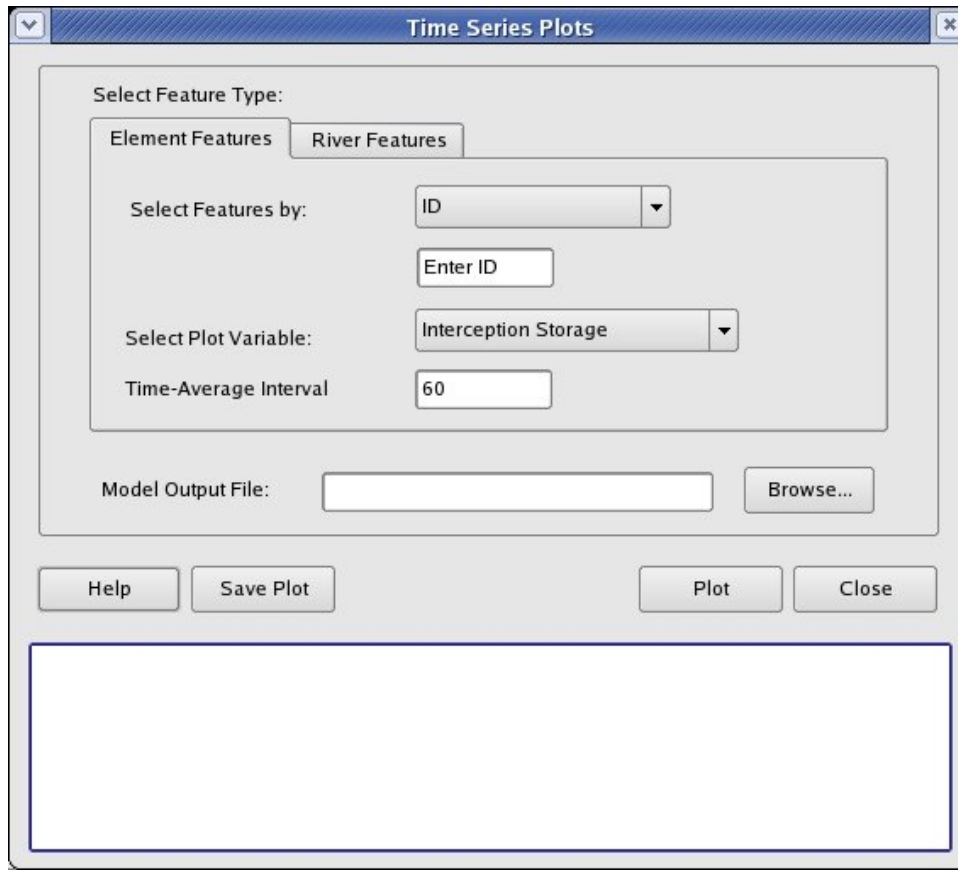 Time Series Plots
Select Feature Type:
Element Features
River Features
Select Features by:
ID
Enter ID
Select Plot Variable:
Interception Storage
Time-Average Interval
60
Model Output File:
Browse...
Help
Save Plot
Plot
Close